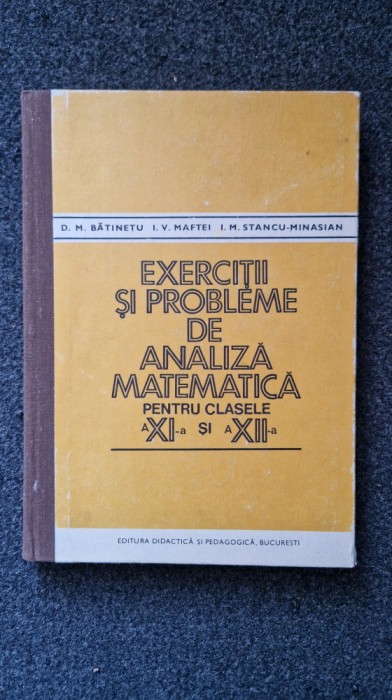 D. M. BĂTINETU I. V. MAFTEI I. M. STANCU-MINASIAN
EXERCIȚII
ȘI PROBLEME
DE
ANALIZĂ
MATEMATICĂ
PENTRU CLASELE
A XI-a ȘI A XII-a
EDITURA DIDACTICĂ ȘI PEDAGOGICĂ, BUCUREȘTI